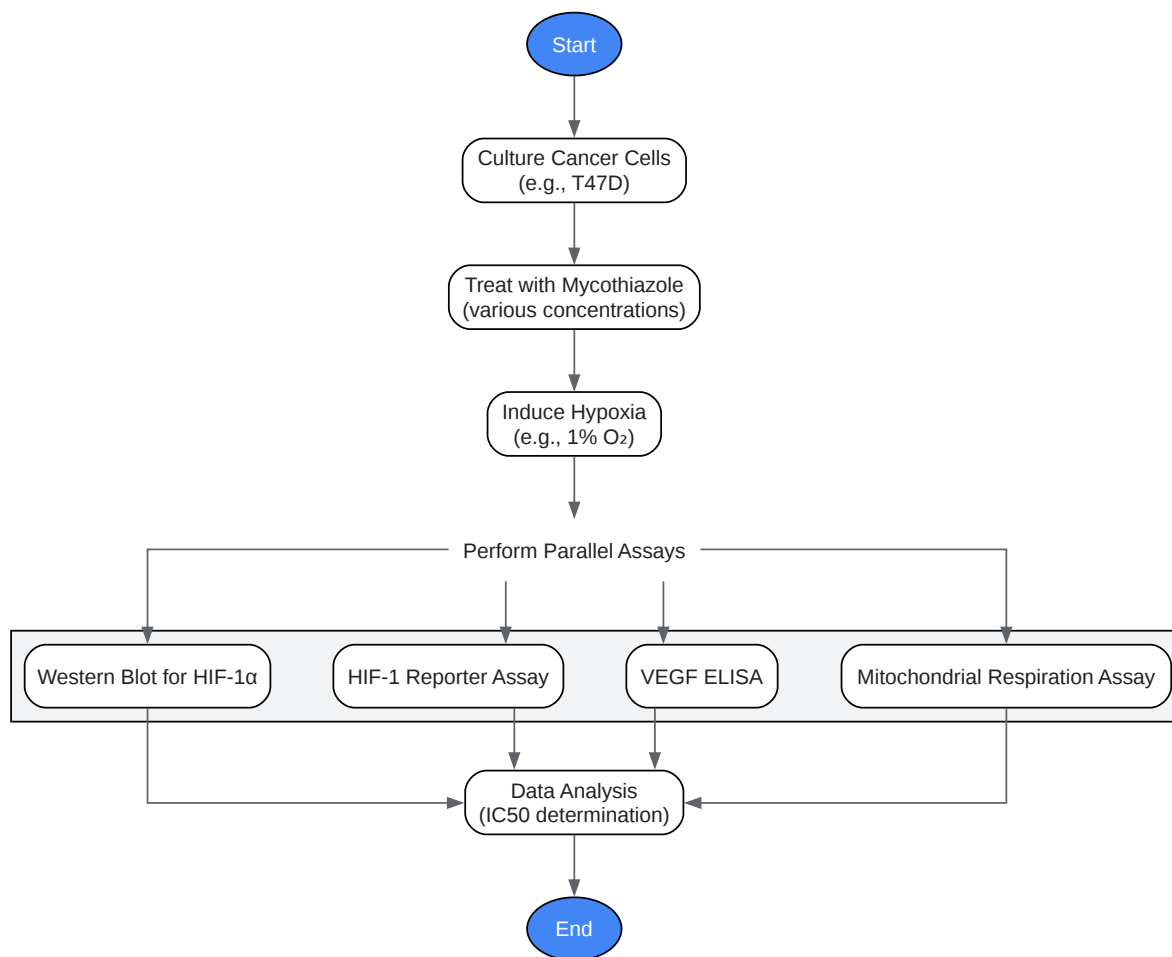 Start
Culture Cancer Cells
(e.g., T47D)
Treat with Mycothiazole
(various concentrations)
Induce Hypoxia
(e.g., 1% O₂)
Perform Parallel Assays
Western Blot for HIF-1α
HIF-1 Reporter Assay
VEGF ELISA
Mitochondrial Respiration Assay
Data Analysis
(IC50 determination)
End